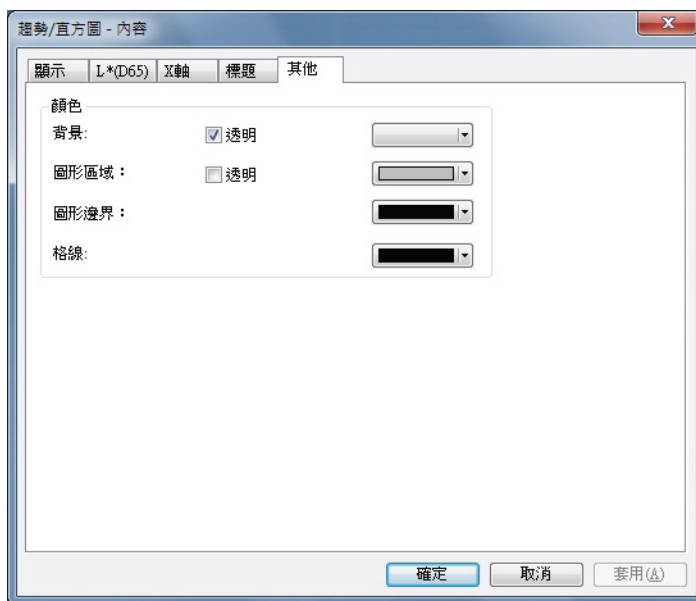 趨勢/直方圖 - 內容
顯示 L*(D65) X軸 標題 其他
顏色
背景: 透明
圖形區域： 透明
圖形邊界：
格線:
確定 取消 套用(A)